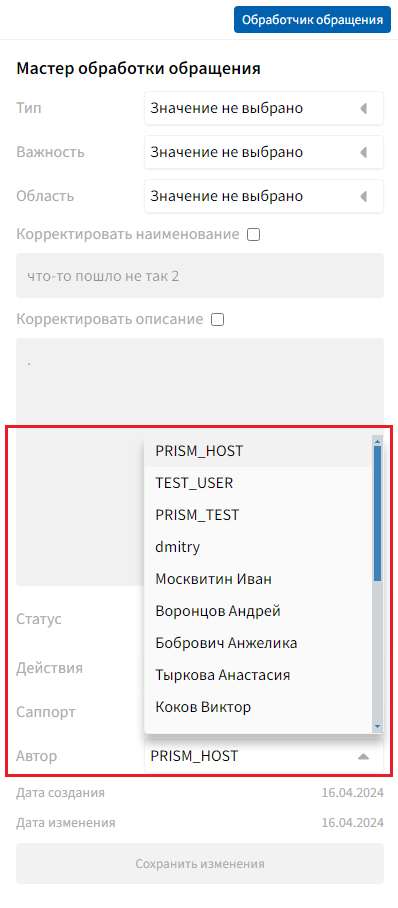 Обработчик обращения
Мастер обработки обращения
Тип Значение не выбрано
Важность Значение не выбрано
Область Значение не выбрано
Корректировать наименование
что-то пошло не так 2
Корректировать описание
.
PRISM_HOST
TEST_USER
PRISM_TEST
dmitry
Москвитин Иван
Воронцов Андрей
Статус
Бобрович Анжелика
Действия
Тыркова Анастасия
Саппорт
Коков Виктор
Автор PRISM_HOST
Дата создания 16.04.2024
Дата изменения 16.04.2024
Сохранить изменения